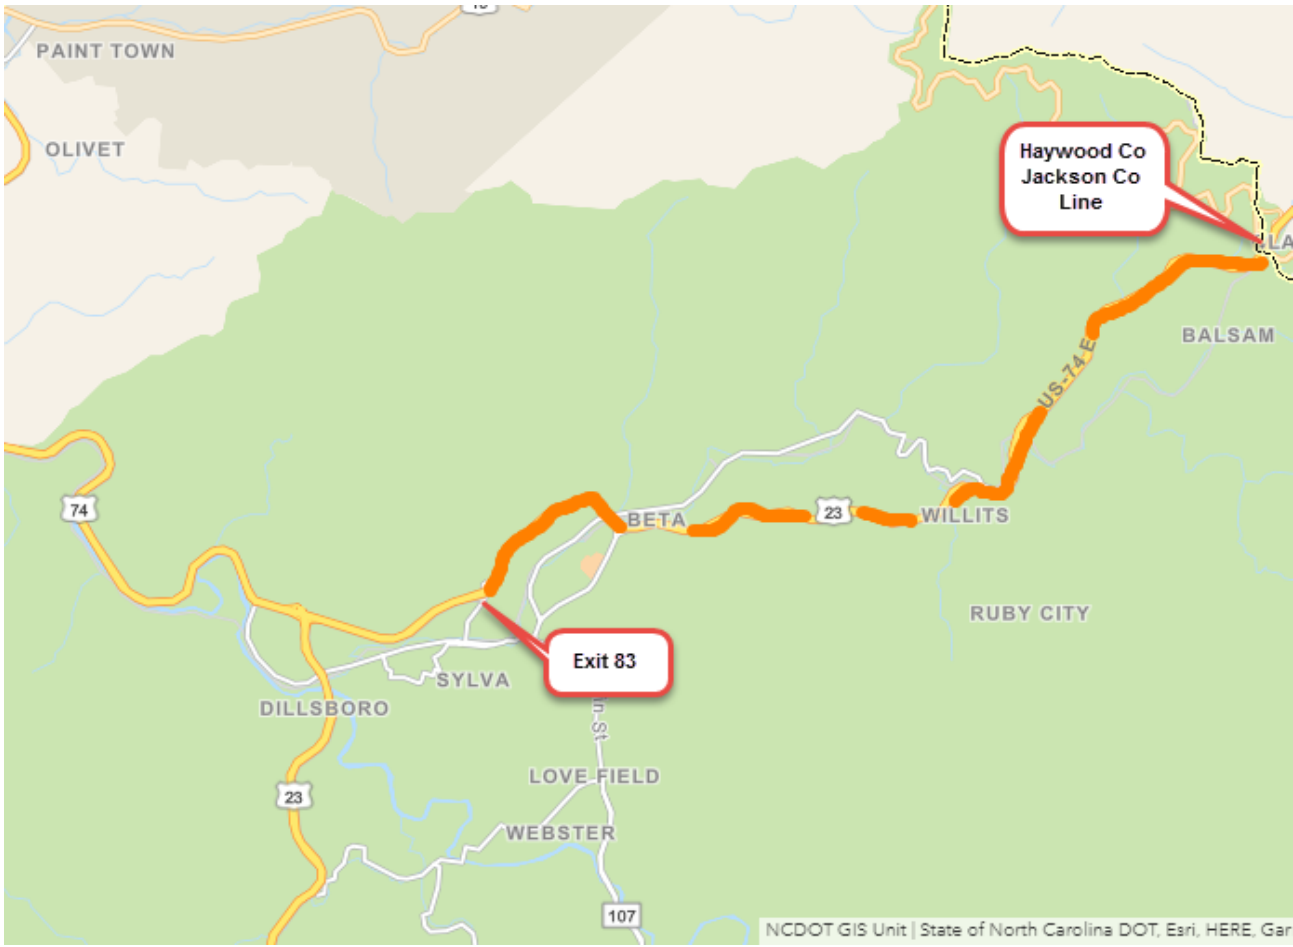 19
PAINT TOWN
OLIVET
Haywood Co
Jackson Co
Line
BALSAM
US-74 E
74
BETA
23
WILLITS
RUBY CITY
Exit 83
SYLVA
DILLSBORO
23
LOVE FIELD
WEBSTER
107
NCDOT GIS Unit | State of North Carolina DOT, Esri, HERE, Gar